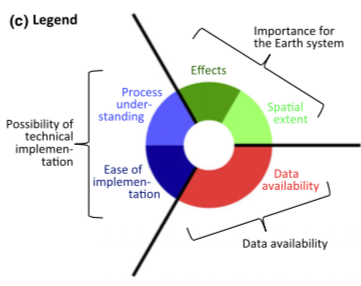 (c) Legend
Importance for
the Earth system
Effects
Process
under-
standing
Spatial
extent
Possibility of
technical
implemen-
tation
Ease of
implemen-
tation
Data
availability
Data availability